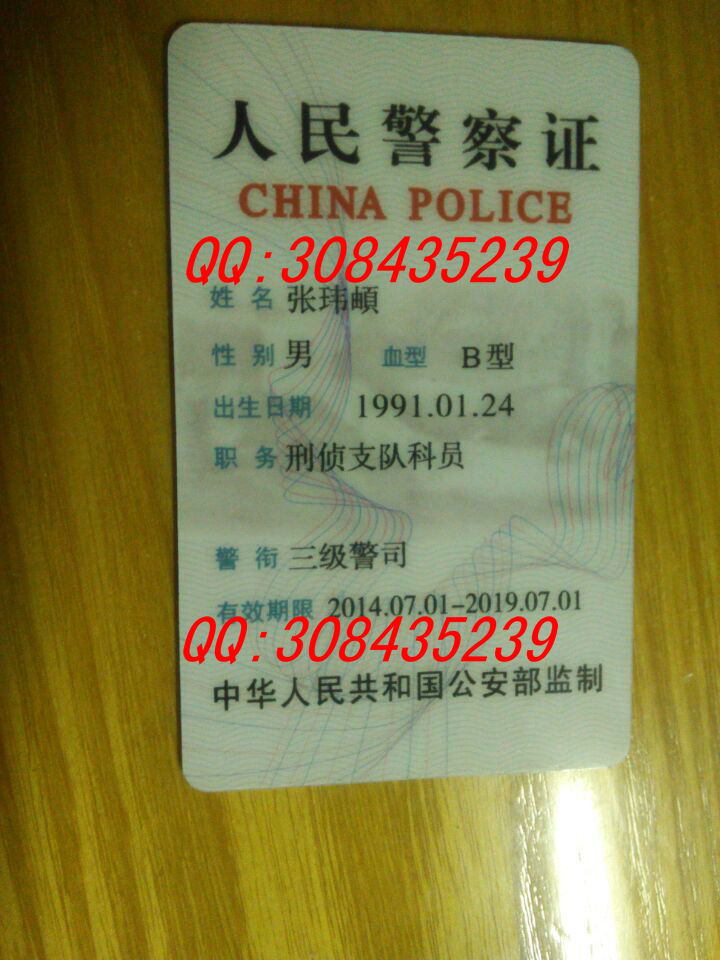 人民警察证
CHINA POLICE
QQ:308435239
姓 名 张玮頔
性 别 男 血型 B型
出生日期 1991.01.24
职 务 刑侦支队科员
警 衔 三级警司
有效期限 2014.07.01-2019.07.01
QQ:308435239
中华人民共和国公安部监制